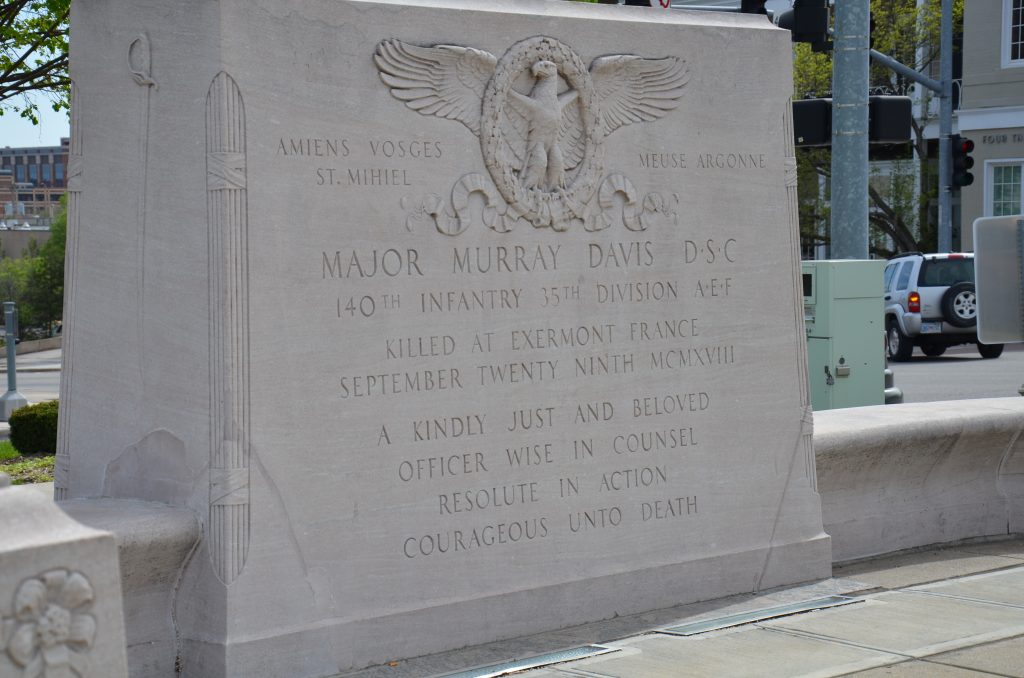 AMIENS VOSGES
ST. MIHIEL
MEUSE ARGONNE
MAJOR MURRAY DAVIS D·S·C
140TH INFANTRY 35TH DIVISION A·E·F
KILLED AT EXERMONT FRANCE
SEPTEMBER TWENTY NINTH MCMXVIII
A KINDLY JUST AND BELOVED
OFFICER WISE IN COUNSEL
RESOLUTE IN ACTION
COURAGEOUS UNTO DEATH
FOUR